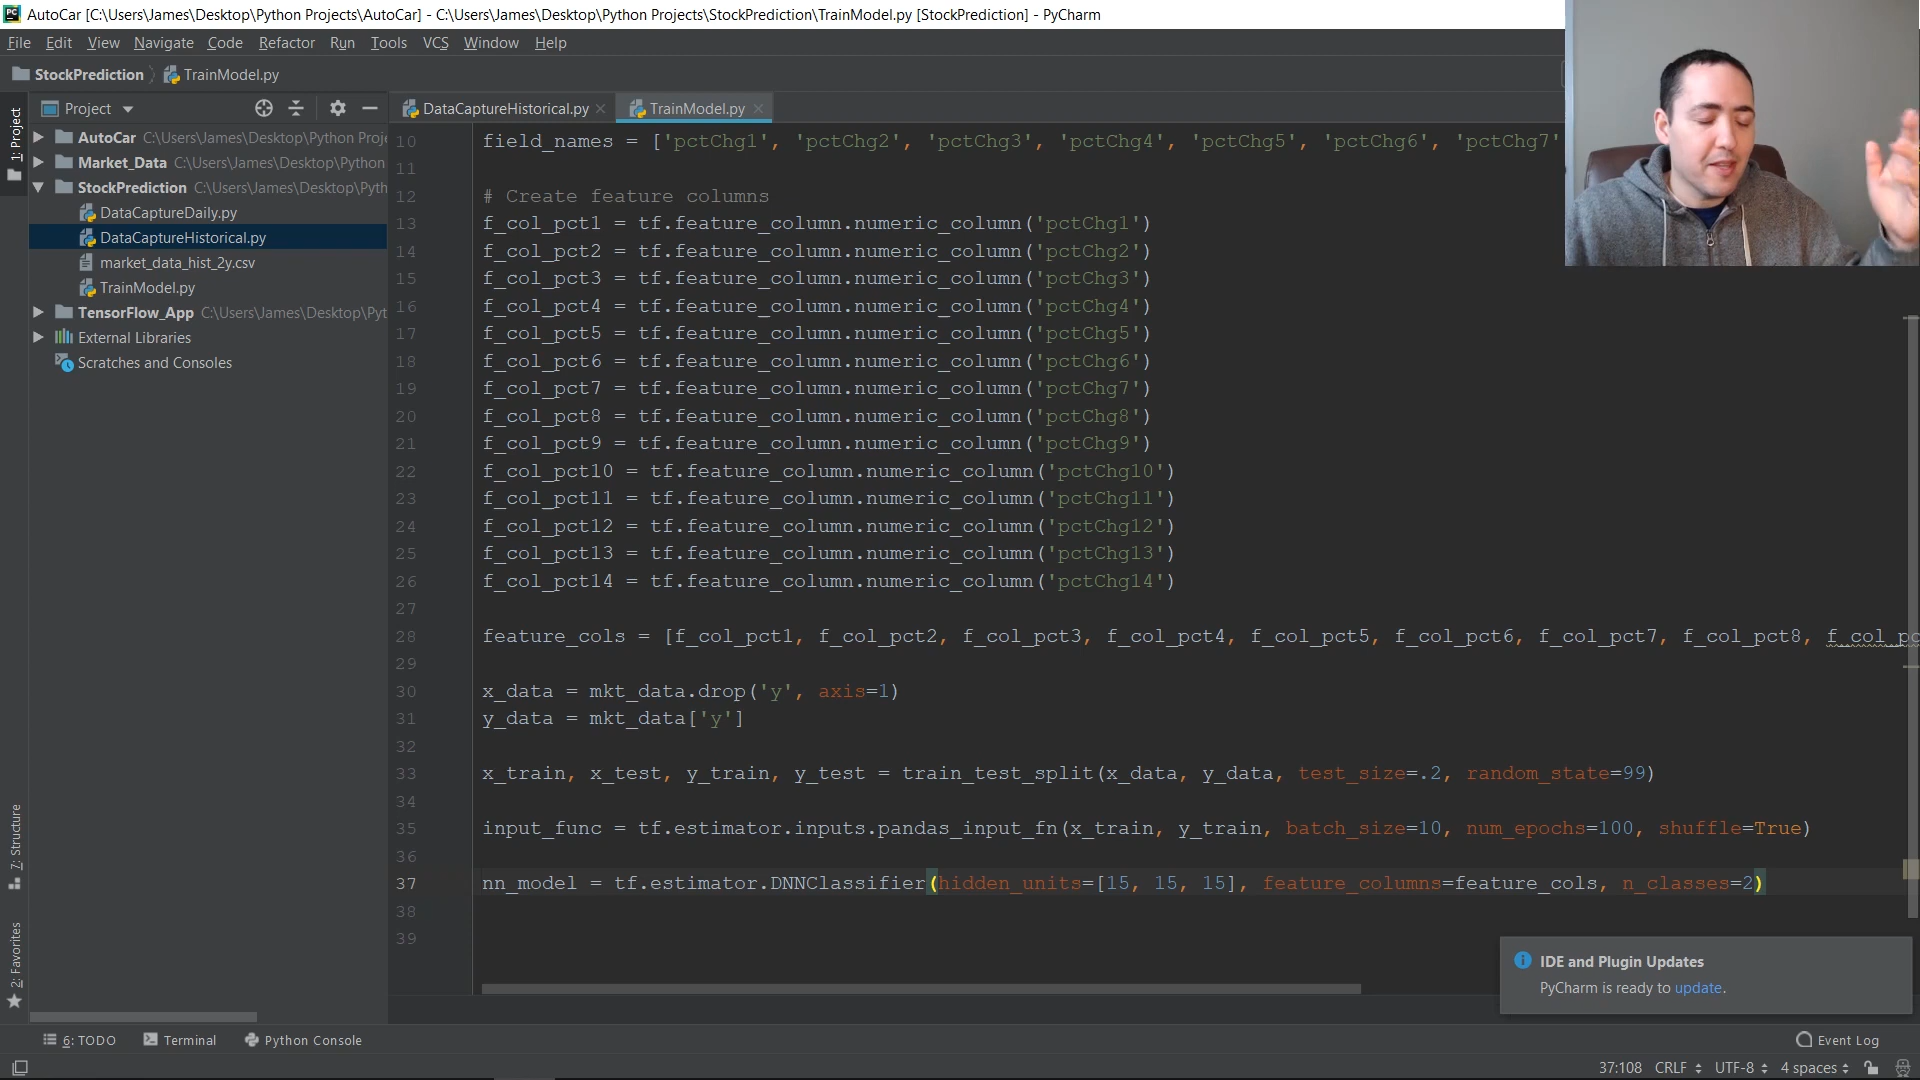 AutoCar [C:\Users\James\Desktop\Python Projects\AutoCar] - C:\Users\James\Desktop\Python Projects\StockPrediction\TrainModel.py [StockPrediction] - PyCharm
File Edit View Navigate Code Refactor Run Tools VCS Window Help
StockPrediction TrainModel.py
Project
DataCaptureHistorical.py
TrainModel.py
1: Project
AutoCar C:\Users\James\Desktop\Python Proj
Market_Data C:\Users\James\Desktop\Python
StockPrediction C:\Users\James\Desktop\Pyth
DataCaptureDaily.py
DataCaptureHistorical.py
market_data_hist_2y.csv
TrainModel.py
TensorFlow_App C:\Users\James\Desktop\Pyt
External Libraries
Scratches and Consoles
7: Structure
2: Favorites
10 field_names = ['pctChg1', 'pctChg2', 'pctChg3', 'pctChg4', 'pctChg5', 'pctChg6', 'pctChg7'
11
12 # Create feature columns
13 f_col_pct1 = tf.feature_column.numeric_column('pctChg1')
14 f_col_pct2 = tf.feature_column.numeric_column('pctChg2')
15 f_col_pct3 = tf.feature_column.numeric_column('pctChg3')
16 f_col_pct4 = tf.feature_column.numeric_column('pctChg4')
17 f_col_pct5 = tf.feature_column.numeric_column('pctChg5')
18 f_col_pct6 = tf.feature_column.numeric_column('pctChg6')
19 f_col_pct7 = tf.feature_column.numeric_column('pctChg7')
20 f_col_pct8 = tf.feature_column.numeric_column('pctChg8')
21 f_col_pct9 = tf.feature_column.numeric_column('pctChg9')
22 f_col_pct10 = tf.feature_column.numeric_column('pctChg10')
23 f_col_pct11 = tf.feature_column.numeric_column('pctChg11')
24 f_col_pct12 = tf.feature_column.numeric_column('pctChg12')
25 f_col_pct13 = tf.feature_column.numeric_column('pctChg13')
26 f_col_pct14 = tf.feature_column.numeric_column('pctChg14')
27
28 feature_cols = [f_col_pct1, f_col_pct2, f_col_pct3, f_col_pct4, f_col_pct5, f_col_pct6, f_col_pct7, f_col_pct8, f_col_pc
29
30 x_data = mkt_data.drop('y', axis=1)
31 y_data = mkt_data['y']
32
33 x_train, x_test, y_train, y_test = train_test_split(x_data, y_data, test_size=.2, random_state=99)
34
35 input_func = tf.estimator.inputs.pandas_input_fn(x_train, y_train, batch_size=10, num_epochs=100, shuffle=True)
36
37 nn_model = tf.estimator.DNNClassifier(hidden_units=[15, 15, 15], feature_columns=feature_cols, n_classes=2)
38
39
IDE and Plugin Updates
PyCharm is ready to update.
6: TODO Terminal Python Console Event Log
37:108 CRLF UTF-8 4 spaces